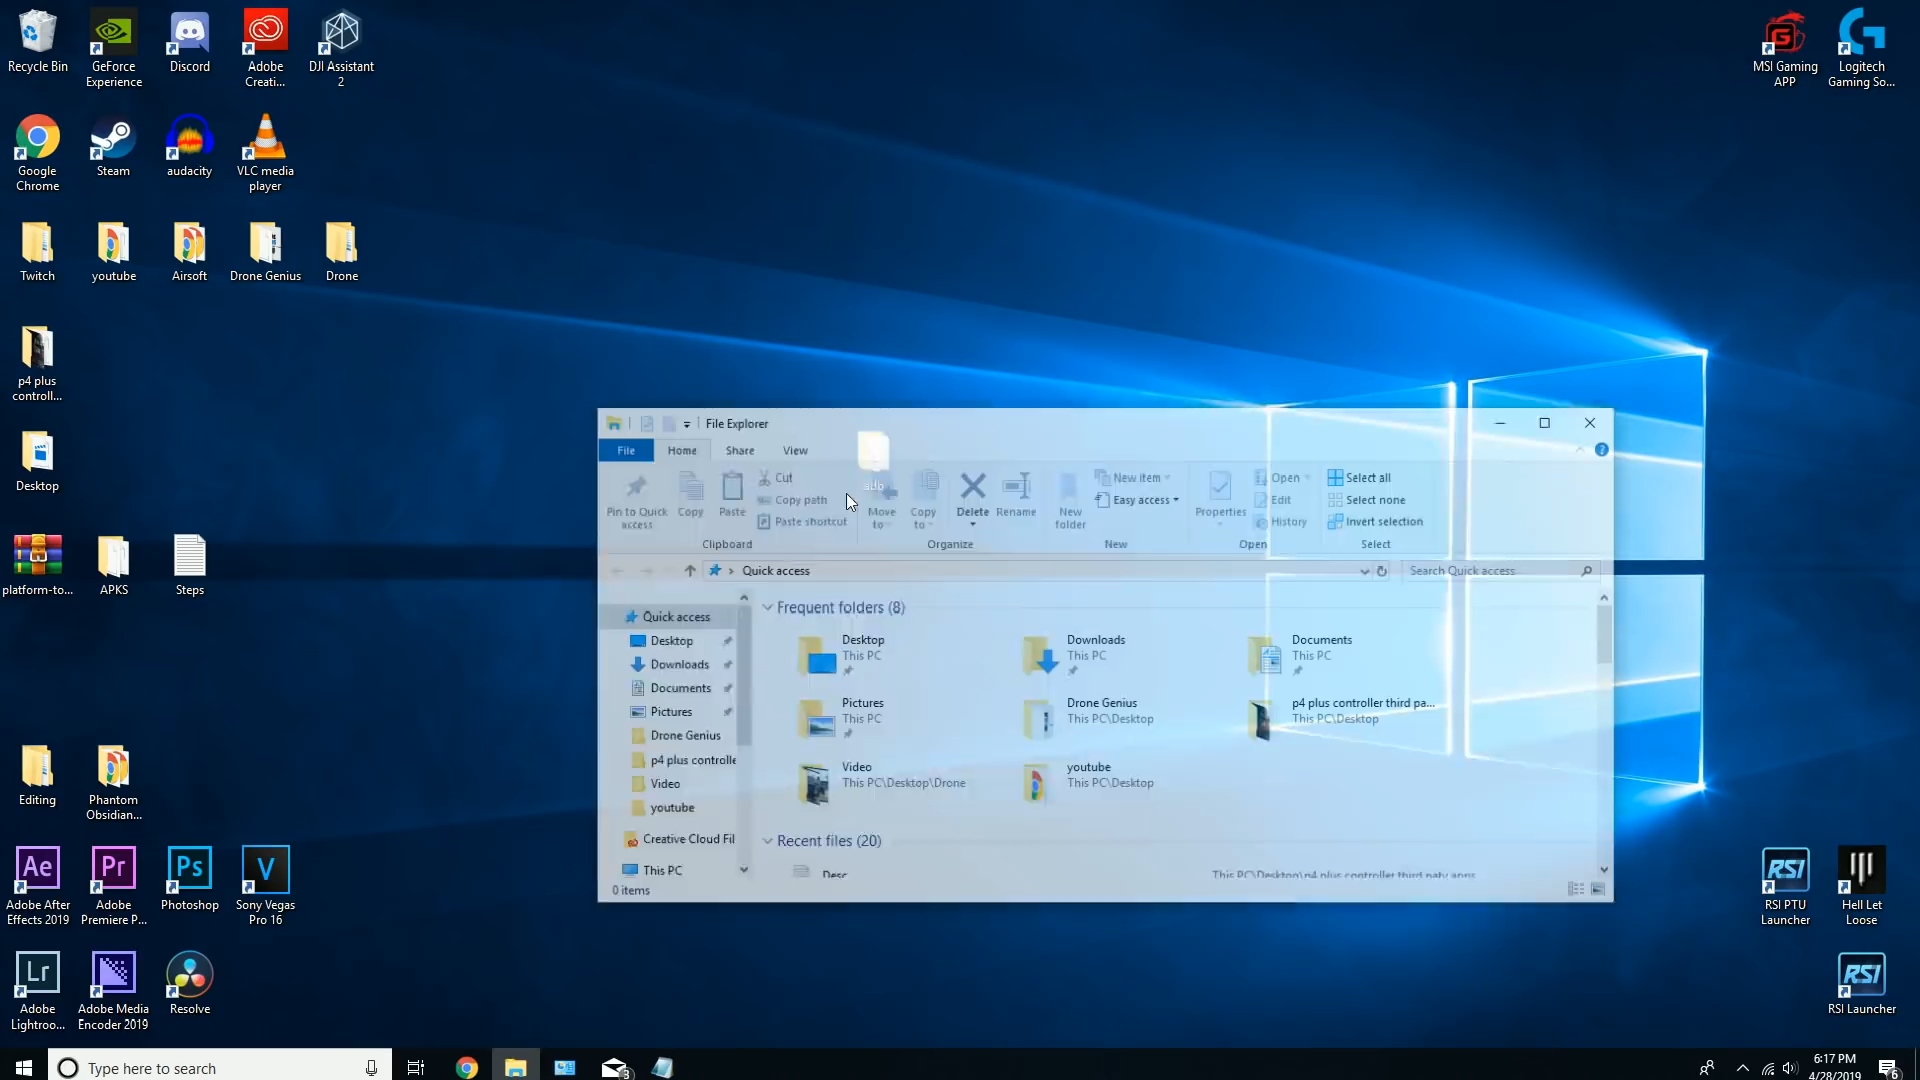 Recycle Bin
GeForce
Experience
Discord
Adobe
Creati...
DJI Assistant
2
MSI Gaming
APP
Logitech
Gaming So...
Google
Chrome
Steam
audacity
VLC media
player
Twitch
youtube
Airsoft
Drone Genius
Drone
p4 plus
controll...
Desktop
platform-to...
APKS
Steps
Editing
Phantom
Obsidian...
Ae
Adobe After
Effects 2019
Pr
Adobe
Premiere P...
Ps
Photoshop
V
Sony Vegas
Pro 16
Lr
Adobe
Lightroo...
Adobe Media
Encoder 2019
Resolve
RSI
RSI PTU
Launcher
Hell Let
Loose
RSI
RSI Launcher
File Explorer
File
Home
Share
View
adb
Pin to Quick
access
Copy
Paste
Cut
Copy path
Paste shortcut
Clipboard
Move
to
Copy
to
Delete
Rename
Organize
New
folder
New item
Easy access
New
Properties
Open
Edit
History
Open
Select all
Select none
Invert selection
Select
Quick access
Search Quick access
Quick access
Desktop
Downloads
Documents
Pictures
Drone Genius
p4 plus controlle
Video
youtube
Creative Cloud Fil
This PC
Frequent folders (8)
Desktop
This PC
Downloads
This PC
Documents
This PC
Pictures
This PC
Drone Genius
This PC\Desktop
p4 plus controller third pa...
This PC\Desktop
Video
This PC\Desktop\Drone
youtube
This PC\Desktop
Recent files (20)
Desc
This PC\Desktop\p4 plus controller third paty apps
0 items
Type here to search
3
6:17 PM
4/28/2019
6